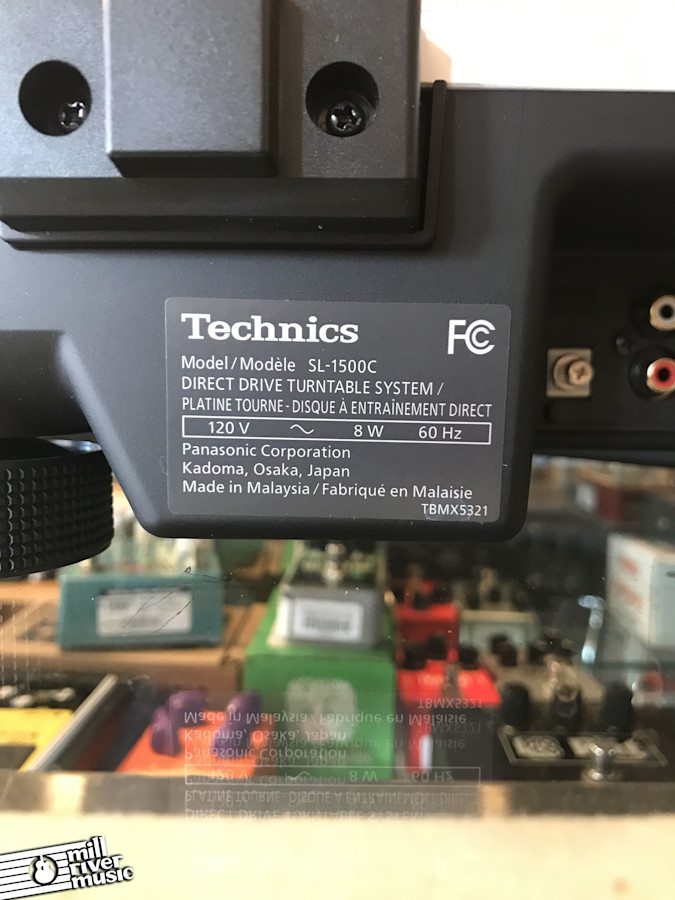 Technics
FCC
Model / Modèle SL-1500C
DIRECT DRIVE TURNTABLE SYSTEM /
PLATINE TOURNE - DISQUE À ENTRAÎNEMENT DIRECT
120 V ~ 8 W 60 Hz
Panasonic Corporation
Kadoma, Osaka, Japan
Made in Malaysia / Fabriqué en Malaisie
TBMX5321
mill
river
music